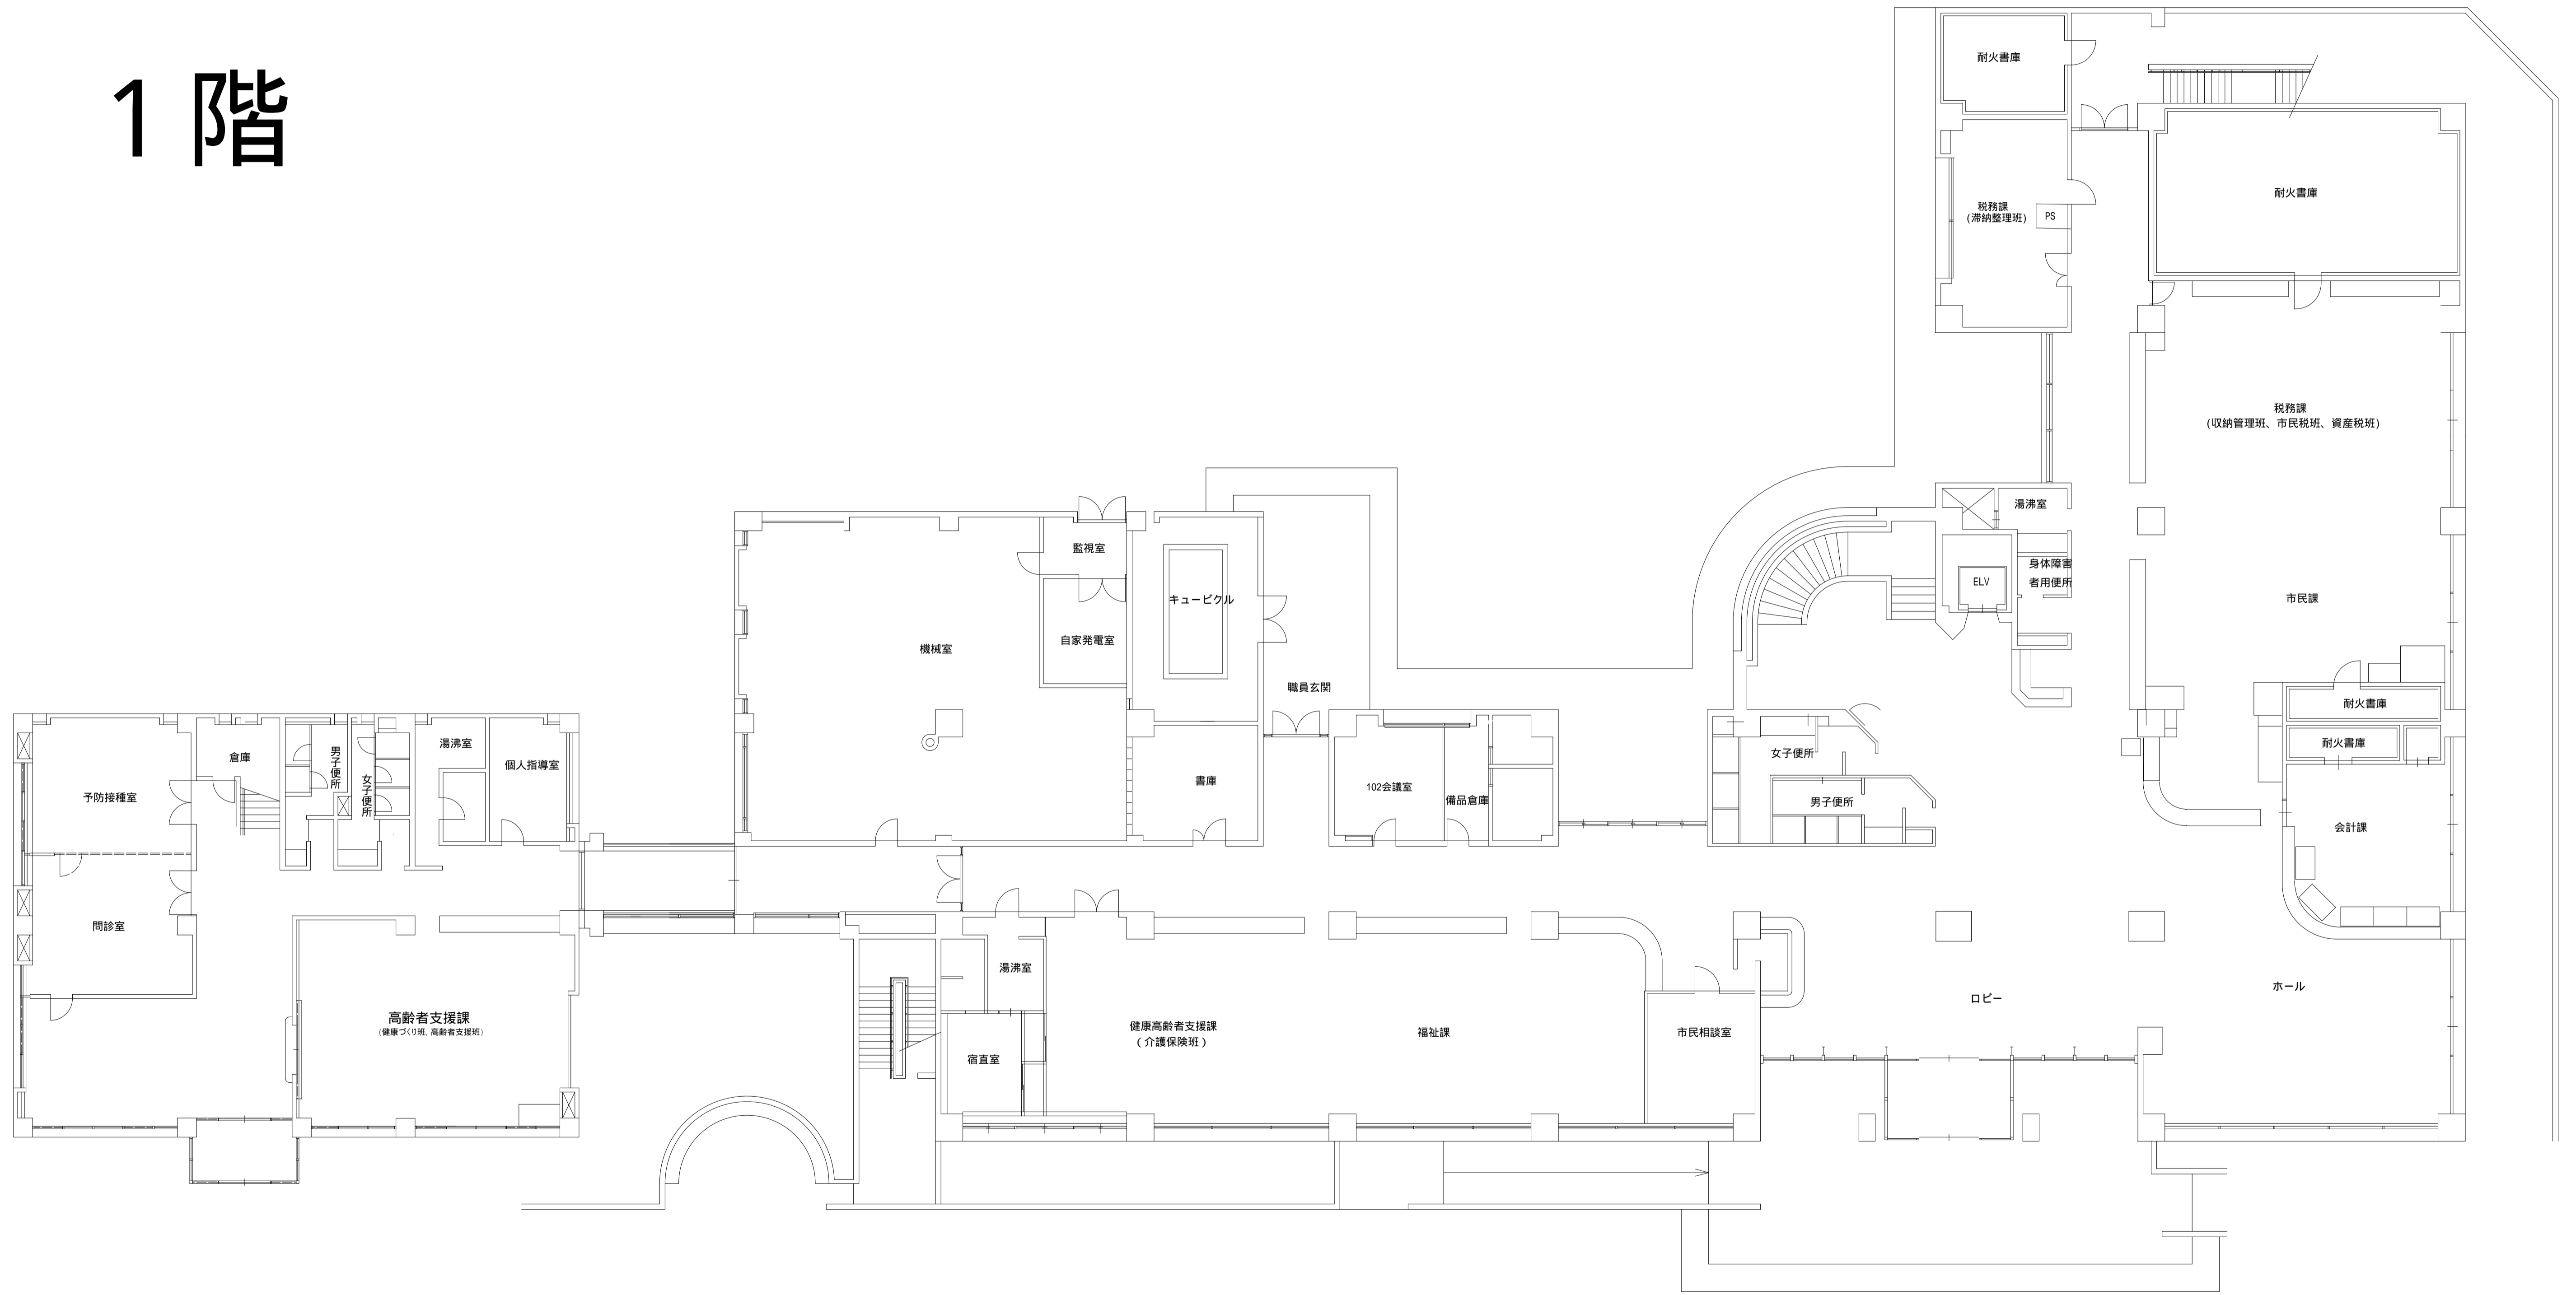 1階
耐火書庫
耐火書庫
税務課
(滞納整理班)
PS
税務課
(収納管理班、市民税班、資産税班)
湯沸室
監視室
身体障害
者用便所
ELV
キュービクル
市民課
自家発電室
機械室
職員玄関
耐火書庫
耐火書庫
湯沸室
倉庫
男子便所
女子便所
個人指導室
予防接種室
書庫
102会議室
備品倉庫
女子便所
男子便所
会計課
問診室
湯沸室
ホール
ロビー
高齢者支援課
(健康づくり班, 高齢者支援班)
健康高齢者支援課
(介護保険班)
福祉課
市民相談室
宿直室